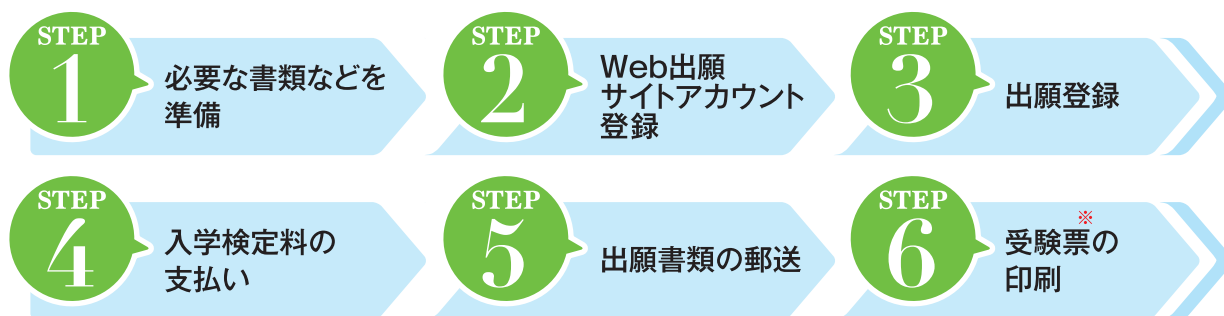 STEP
1
必要な書類などを
準備
STEP
2
Web出願
サイトアカウント
登録
STEP
3
出願登録
STEP
4
入学検定料の
支払い
STEP
5
出願書類の郵送
STEP
6
※
受験票の
印刷